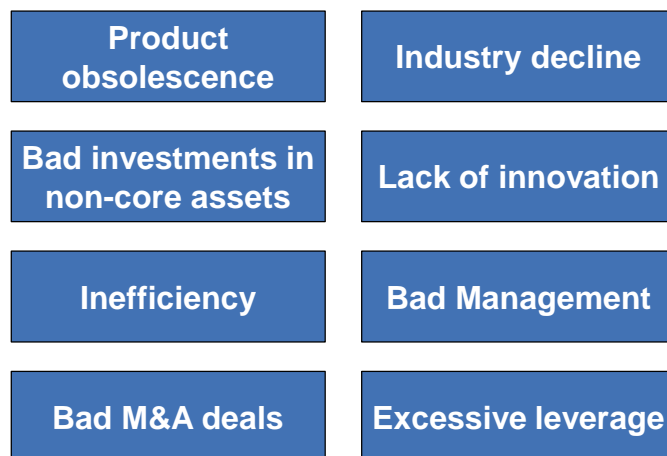 Product
obsolescence
Industry decline
Bad investments in
non-core assets
Lack of innovation
Inefficiency
Bad Management
Bad M&A deals
Excessive leverage